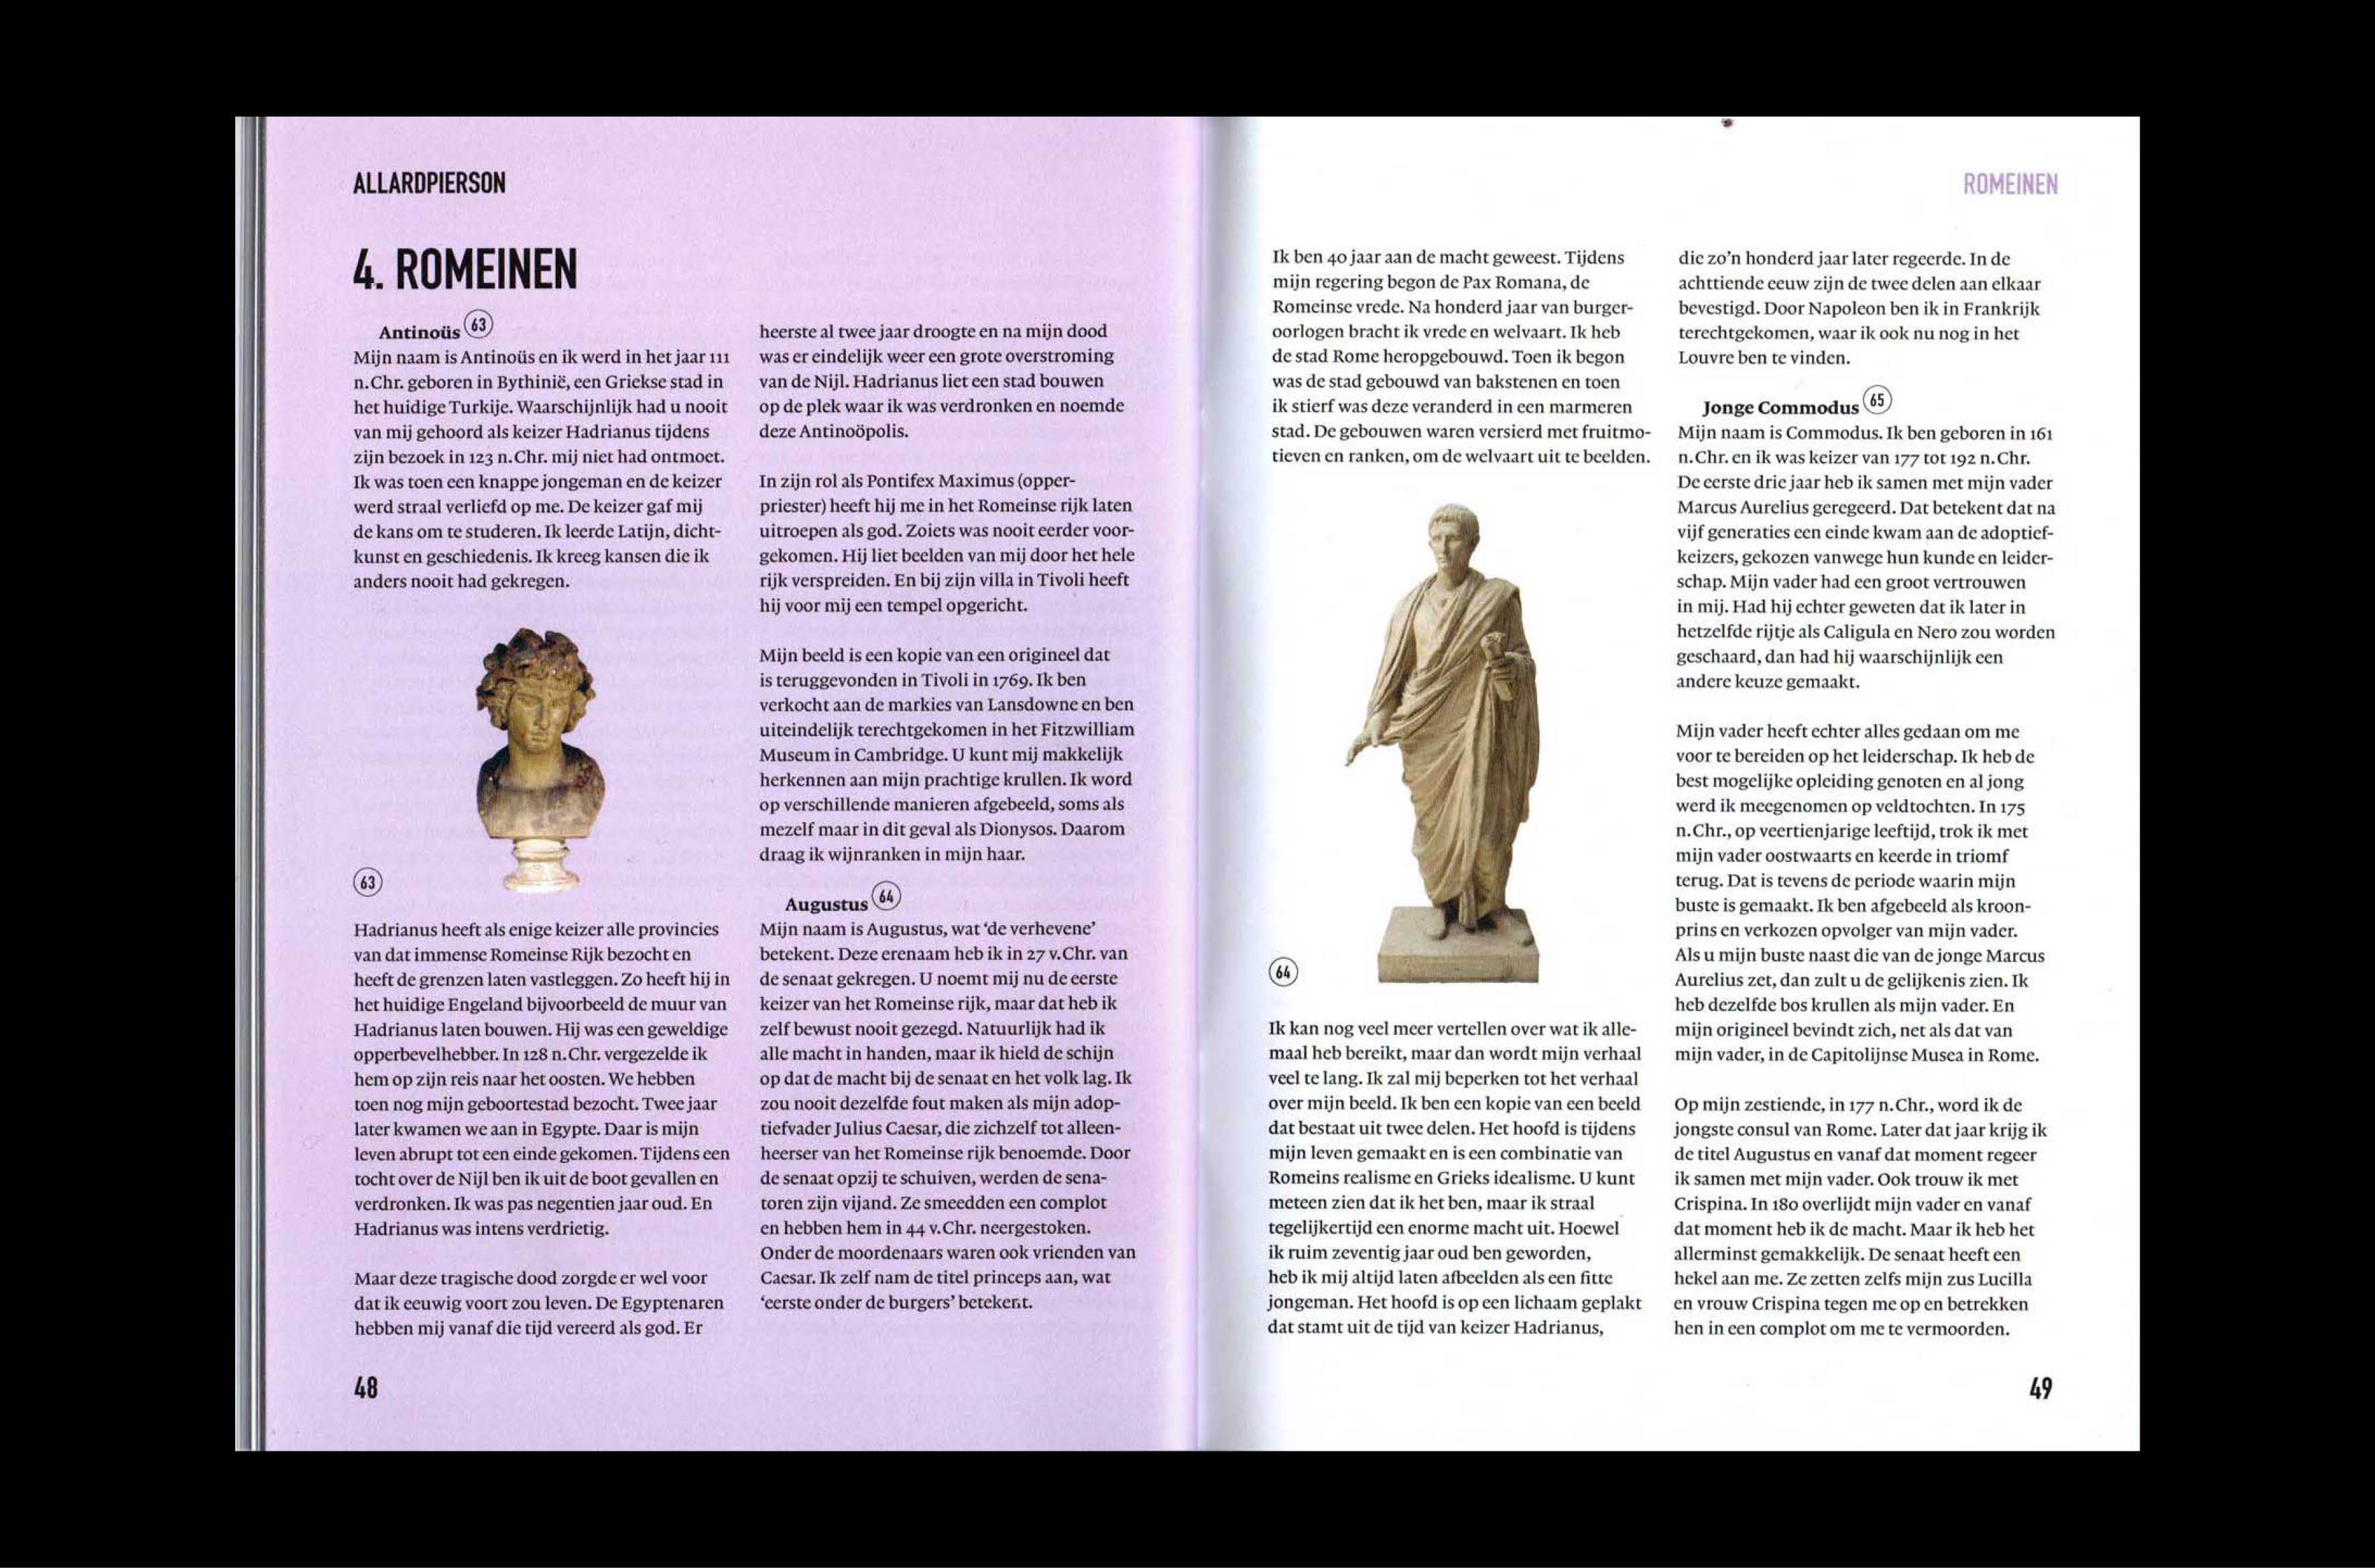 ALLARDPIERSON
4. ROMEINEN
Antinoüs 63
Mijn naam is Antinoüs en ik werd in het jaar 111
n.Chr. geboren in Bythinië, een Griekse stad in
het huidige Turkije. Waarschijnlijk had u nooit
van mij gehoord als keizer Hadrianus tijdens
zijn bezoek in 123 n.Chr. mij niet had ontmoet.
Ik was toen een knappe jongeman en de keizer
werd straal verliefd op me. De keizer gaf mij
de kans om te studeren. Ik leerde Latijn, dicht-
kunst en geschiedenis. Ik kreeg kansen die ik
anders nooit had gekregen.
63
Hadrianus heeft als enige keizer alle provincies
van dat immense Romeinse Rijk bezocht en
heeft de grenzen laten vastleggen. Zo heeft hij in
het huidige Engeland bijvoorbeeld de muur van
Hadrianus laten bouwen. Hij was een geweldige
opperbevelhebber. In 128 n.Chr. vergezelde ik
hem op zijn reis naar het oosten. We hebben
toen nog mijn geboortestad bezocht. Twee jaar
later kwamen we aan in Egypte. Daar is mijn
leven abrupt tot een einde gekomen. Tijdens een
tocht over de Nijl ben ik uit de boot gevallen en
verdronken. Ik was pas negentien jaar oud. En
Hadrianus was intens verdrietig.
Maar deze tragische dood zorgde er wel voor
dat ik eeuwig voort zou leven. De Egyptenaren
hebben mij vanaf die tijd vereerd als god. Er
48
heerste al twee jaar droogte en na mijn dood
was er eindelijk weer een grote overstroming
van de Nijl. Hadrianus liet een stad bouwen
op de plek waar ik was verdronken en noemde
deze Antinoöpolis.
In zijn rol als Pontifex Maximus (opper-
priester) heeft hij me in het Romeinse rijk laten
uitroepen als god. Zoiets was nooit eerder voor-
gekomen. Hij liet beelden van mij door het hele
rijk verspreiden. En bij zijn villa in Tivoli heeft
hij voor mij een tempel opgericht.
Mijn beeld is een kopie van een origineel dat
is teruggevonden in Tivoli in 1769. Ik ben
verkocht aan de markies van Lansdowne en ben
uiteindelijk terechtgekomen in het Fitzwilliam
Museum in Cambridge. U kunt mij makkelijk
herkennen aan mijn prachtige krullen. Ik word
op verschillende manieren afgebeeld, soms als
mezelf maar in dit geval als Dionysos. Daarom
draag ik wijnranken in mijn haar.
Augustus 64
Mijn naam is Augustus, wat ‘de verhevene’
betekent. Deze erenaam heb ik in 27 v.Chr. van
de senaat gekregen. U noemt mij nu de eerste
keizer van het Romeinse rijk, maar dat heb ik
zelf bewust nooit gezegd. Natuurlijk had ik
alle macht in handen, maar ik hield de schijn
op dat de macht bij de senaat en het volk lag. Ik
zou nooit dezelfde fout maken als mijn adop-
tiefvader Julius Caesar, die zichzelf tot alleen-
heerser van het Romeinse rijk benoemde. Door
de senaat opzij te schuiven, werden de sena-
toren zijn vijand. Ze smeedden een complot
en hebben hem in 44 v.Chr. neergestoken.
Onder de moordenaars waren ook vrienden van
Caesar. Ik zelf nam de titel princeps aan, wat
‘eerste onder de burgers’ betekent.
ROMEINEN
Ik ben 40 jaar aan de macht geweest. Tijdens
mijn regering begon de Pax Romana, de
Romeinse vrede. Na honderd jaar van burger-
oorlogen bracht ik vrede en welvaart. Ik heb
de stad Rome heropgebouwd. Toen ik begon
was de stad gebouwd van bakstenen en toen
ik stierf was deze veranderd in een marmeren
stad. De gebouwen waren versierd met fruitmo-
tieven en ranken, om de welvaart uit te beelden.
64
Ik kan nog veel meer vertellen over wat ik alle-
maal heb bereikt, maar dan wordt mijn verhaal
veel te lang. Ik zal mij beperken tot het verhaal
over mijn beeld. Ik ben een kopie van een beeld
dat bestaat uit twee delen. Het hoofd is tijdens
mijn leven gemaakt en is een combinatie van
Romeins realisme en Grieks idealisme. U kunt
meteen zien dat ik het ben, maar ik straal
tegelijkertijd een enorme macht uit. Hoewel
ik ruim zeventig jaar oud ben geworden,
heb ik mij altijd laten afbeelden als een fitte
jongeman. Het hoofd is op een lichaam geplakt
dat stamt uit de tijd van keizer Hadrianus,
die zo’n honderd jaar later regeerde. In de
achttiende eeuw zijn de twee delen aan elkaar
bevestigd. Door Napoleon ben ik in Frankrijk
terechtgekomen, waar ik ook nu nog in het
Louvre ben te vinden.
Jonge Commodus 65
Mijn naam is Commodus. Ik ben geboren in 161
n.Chr. en ik was keizer van 177 tot 192 n.Chr.
De eerste drie jaar heb ik samen met mijn vader
Marcus Aurelius geregeerd. Dat betekent dat na
vijf generaties een einde kwam aan de adoptief-
keizers, gekozen vanwege hun kunde en leider-
schap. Mijn vader had een groot vertrouwen
in mij. Had hij echter geweten dat ik later in
hetzelfde rijtje als Caligula en Nero zou worden
geschaard, dan had hij waarschijnlijk een
andere keuze gemaakt.
Mijn vader heeft echter alles gedaan om me
voor te bereiden op het leiderschap. Ik heb de
best mogelijke opleiding genoten en al jong
werd ik meegenomen op veldtochten. In 175
n.Chr., op veertienjarige leeftijd, trok ik met
mijn vader oostwaarts en keerde in triomf
terug. Dat is tevens de periode waarin mijn
buste is gemaakt. Ik ben afgebeeld als kroon-
prins en verkozen opvolger van mijn vader.
Als u mijn buste naast die van de jonge Marcus
Aurelius zet, dan zult u de gelijkenis zien. Ik
heb dezelfde bos krullen als mijn vader. En
mijn origineel bevindt zich, net als dat van
mijn vader, in de Capitolijnse Musea in Rome.
Op mijn zestiende, in 177 n.Chr., word ik de
jongste consul van Rome. Later dat jaar krijg ik
de titel Augustus en vanaf dat moment regeer
ik samen met mijn vader. Ook trouw ik met
Crispina. In 180 overlijdt mijn vader en vanaf
dat moment heb ik de macht. Maar ik heb het
allerminst gemakkelijk. De senaat heeft een
hekel aan me. Ze zetten zelfs mijn zus Lucilla
en vrouw Crispina tegen me op en betrekken
hen in een complot om me te vermoorden.
49